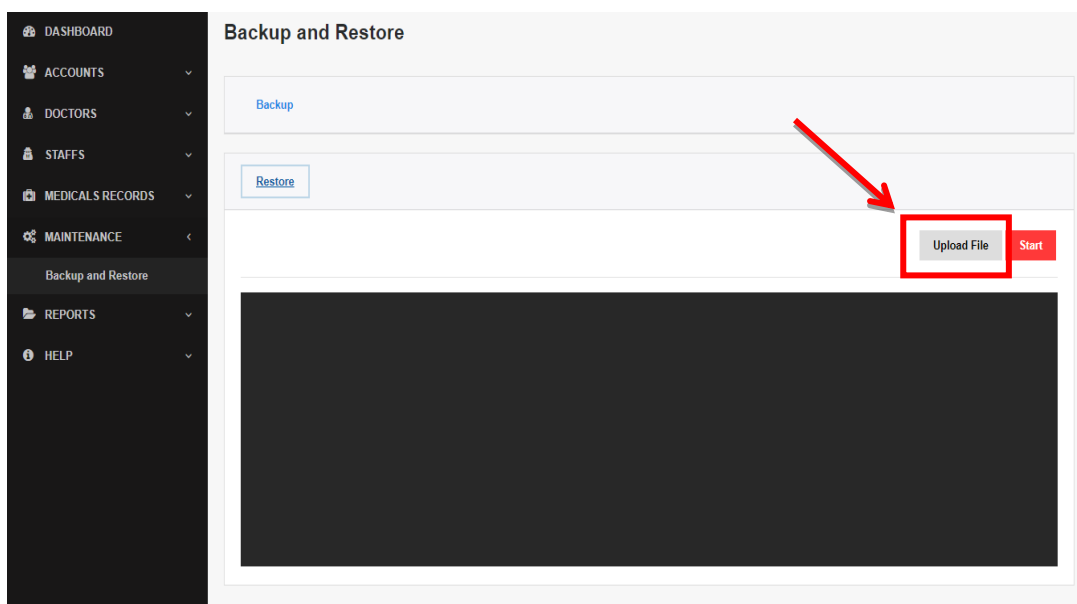 DASHBOARD
ACCOUNTS
DOCTORS
STAFFS
MEDICALS RECORDS
MAINTENANCE
Backup and Restore
REPORTS
HELP
Backup and Restore
Backup
Restore
Upload File
Start